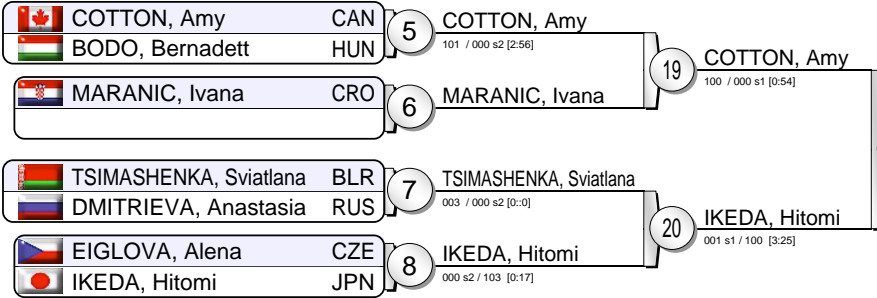 COTTON, Amy CAN
BODO, Bernadett HUN
5
COTTON, Amy
101 / 000 s2 [2:56]
MARANIC, Ivana CRO
6
MARANIC, Ivana
19
COTTON, Amy
100 / 000 s1 [0:54]
TSIMASHENKA, Sviatlana BLR
DMITRIEVA, Anastasia RUS
7
TSIMASHENKA, Sviatlana
003 / 000 s2 [0::0]
EIGLOVA, Alena CZE
IKEDA, Hitomi JPN
8
IKEDA, Hitomi
000 s2 / 103 [0:17]
20
IKEDA, Hitomi
001 s1 / 100 [3:25]